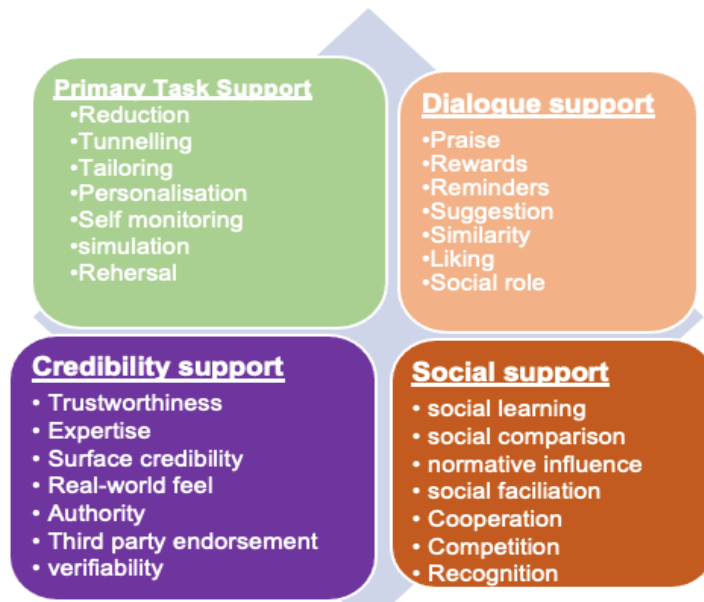 Primary Task Support
•Reduction
•Tunnelling
•Tailoring
•Personalisation
•Self monitoring
•simulation
•Rehersal
Dialogue support
•Praise
•Rewards
•Reminders
•Suggestion
•Similarity
•Liking
•Social role
Credibility support
• Trustworthiness
• Expertise
• Surface credibility
• Real-world feel
• Authority
• Third party endorsement
• verifiability
Social support
• social learning
• social comparison
• normative influence
• social faciliation
• Cooperation
• Competition
• Recognition